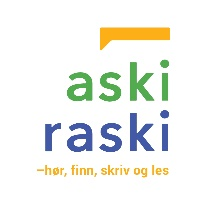 aski
raski
–hør, finn, skriv og les